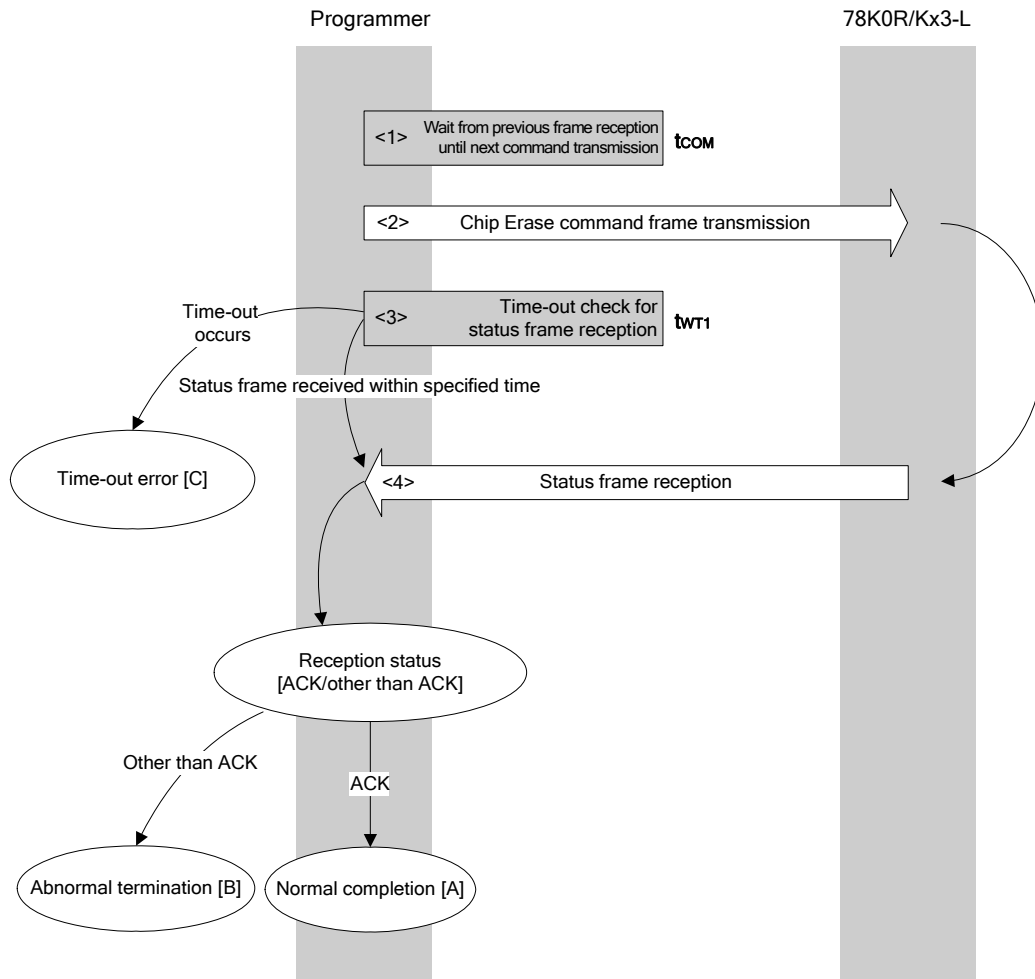 Programmer
78K0R/Kx3-L
<1> Wait from previous frame reception
until next command transmission
tCOM
<2> Chip Erase command frame transmission
<3> Time-out check for
status frame reception
tWT1
Time-out
occurs
Status frame received within specified time
Time-out error [C]
<4> Status frame reception
Reception status
[ACK/other than ACK]
Other than ACK
ACK
Abnormal termination [B]
Normal completion [A]